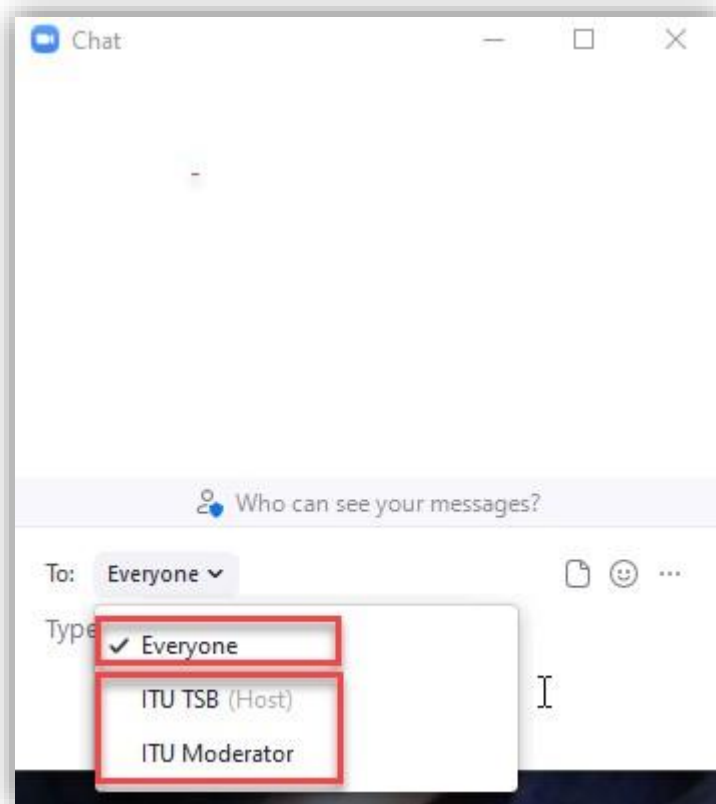 Chat
Who can see your messages?
To: Everyone
Type
Everyone
ITU TSB (Host)
ITU Moderator